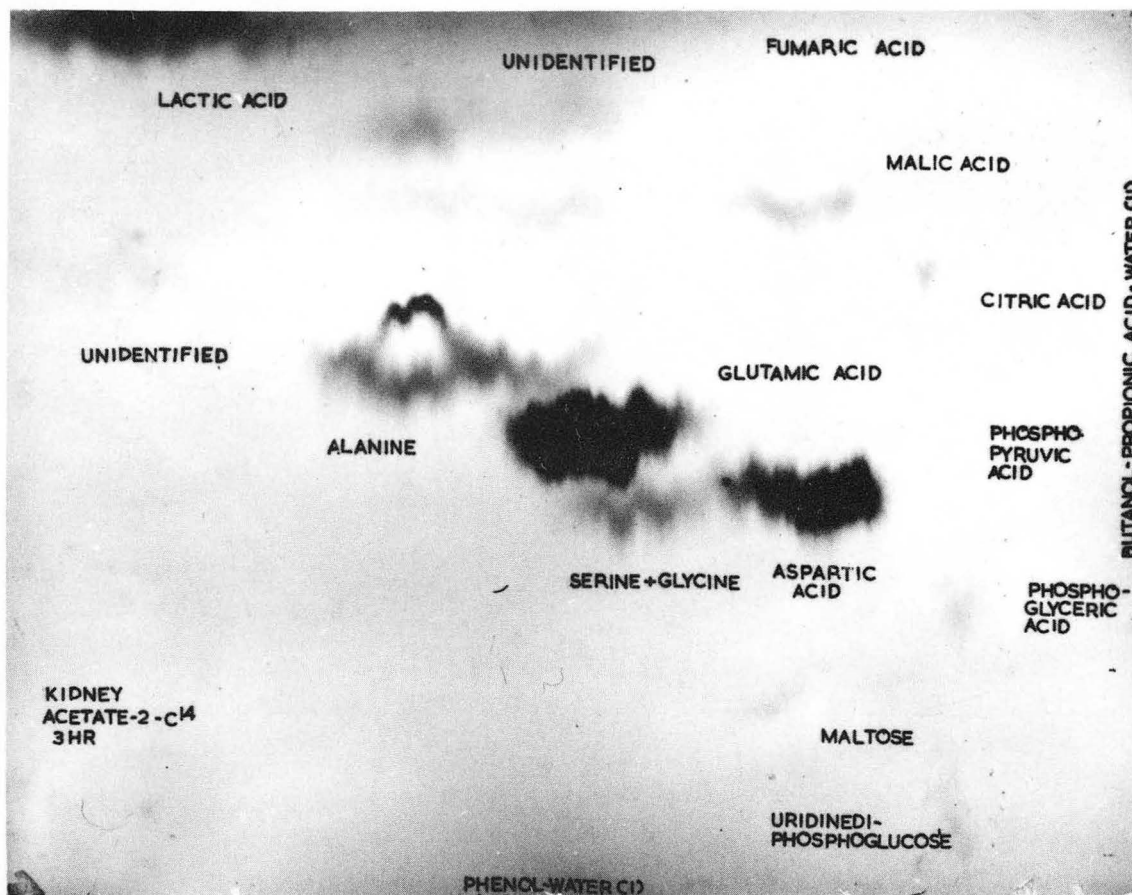 FUMARIC ACID
UNIDENTIFIED
LACTIC ACID
MALIC ACID
CITRIC ACID
UNIDENTIFIED
GLUTAMIC ACID
ALANINE
PHOSPHO-
PYRUVIC
ACID
SERINE+GLYCINE
ASPARTIC
ACID
PHOSPHO-
GLYCERIC
ACID
KIDNEY
ACETATE-2-C14
3HR
MALTOSE
URIDINEDI-
PHOSPHOGLUCOSE
PHENOL-WATER (1)
BUTANOL-PROPIONIC ACID-WATER (1)